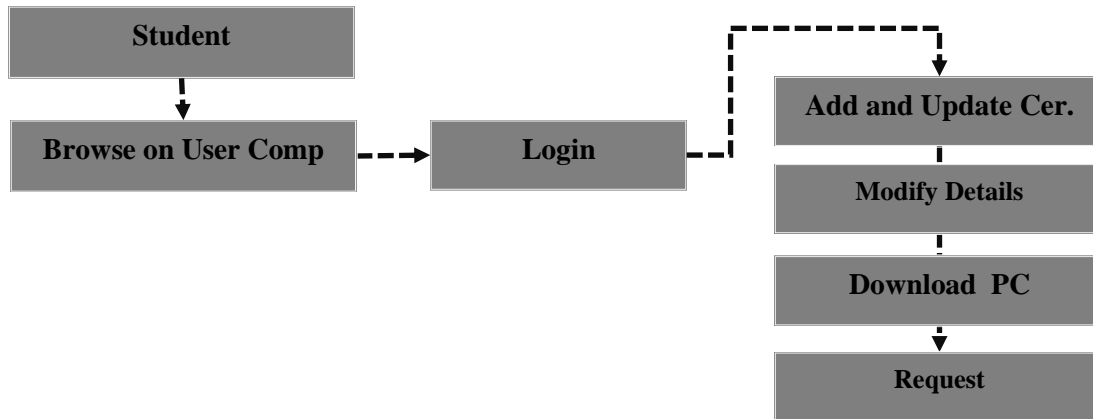 Student
Browse on User Comp
Login
Add and Update Cer.
Modify Details
Download  PC
Request